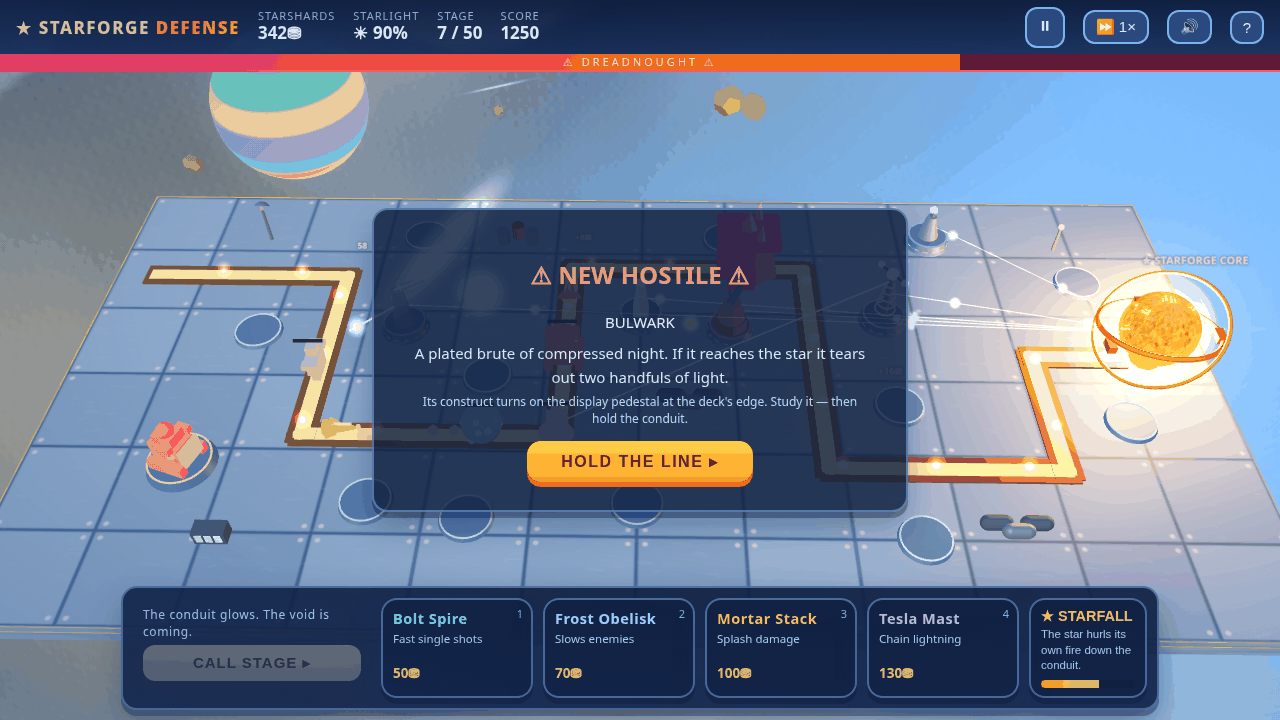 ★ STARFORGE DEFENSE
STARSHARDS
342
STARLIGHT
☀ 90%
STAGE
7 / 50
SCORE
1250
⏸
⏩ 1×
🔊
?
⚠ DREADNOUGHT ⚠
58
☆ STARFORGE CORE
⚠ NEW HOSTILE ⚠
BULWARK
A plated brute of compressed night. If it reaches the star it tears
out two handfuls of light.
Its construct turns on the display pedestal at the deck's edge. Study it — then
hold the conduit.
HOLD THE LINE ▸
The conduit glows. The void is
coming.
CALL STAGE ▸
Bolt Spire 1
Fast single shots
50
Frost Obelisk 2
Slows enemies
70
Mortar Stack 3
Splash damage
100
Tesla Mast 4
Chain lightning
130
★ STARFALL
The star hurls its
own fire down the
conduit.